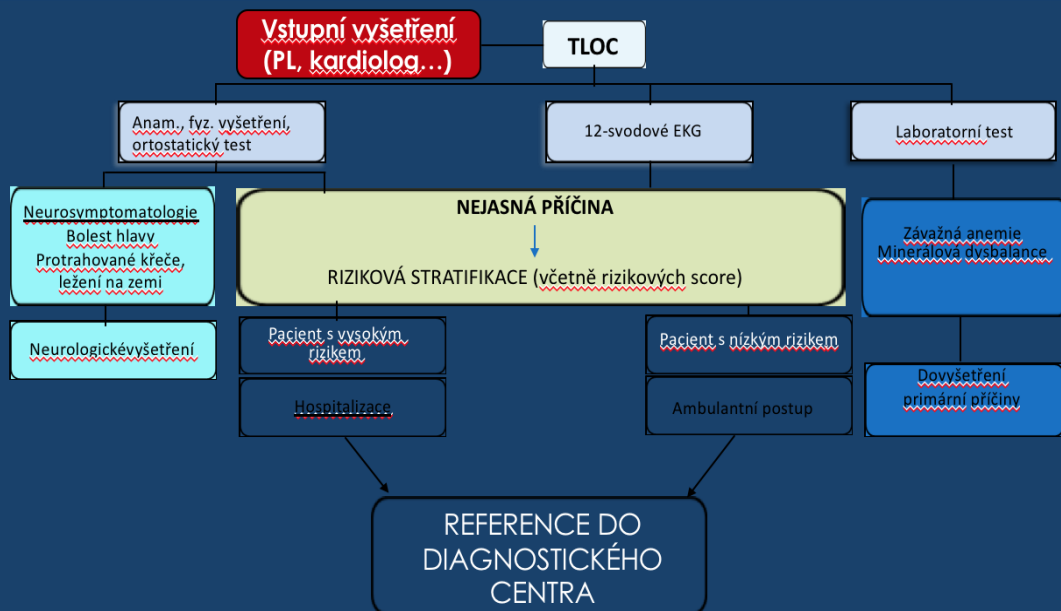 Vstupní vyšetření
(PL, kardiolog...)
TLOC
Anam., fyz. vyšetření,
ortostatický test
12-svodové EKG
Laboratorní test
Neurosymptomatologie
Bolest hlavy
Protrahované křeče,
ležení na zemi
NEJASNÁ PŘÍČINA
RIZIKOVÁ STRATIFIKACE (včetně rizikových score)
Závažná anemie
Minerálová dysbalance
Neurologickévyšetření
Pacient s vysokým
rizikem
Pacient s nízkým rizikem
Hospitalizace
Ambulantní postup
Dovyšetření
primární příčiny
REFERENCE DO
DIAGNOSTICKÉHO
CENTRA